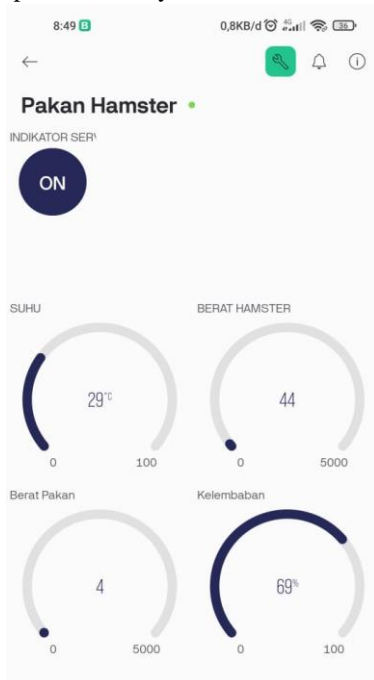 8:49 B 0,8KB/d 4G 36
Pakan Hamster
INDIKATOR SER
ON
SUHU BERAT HAMSTER
29°C 44
0 100 0 5000
Berat Pakan Kelembaban
4 69%
0 5000 0 100